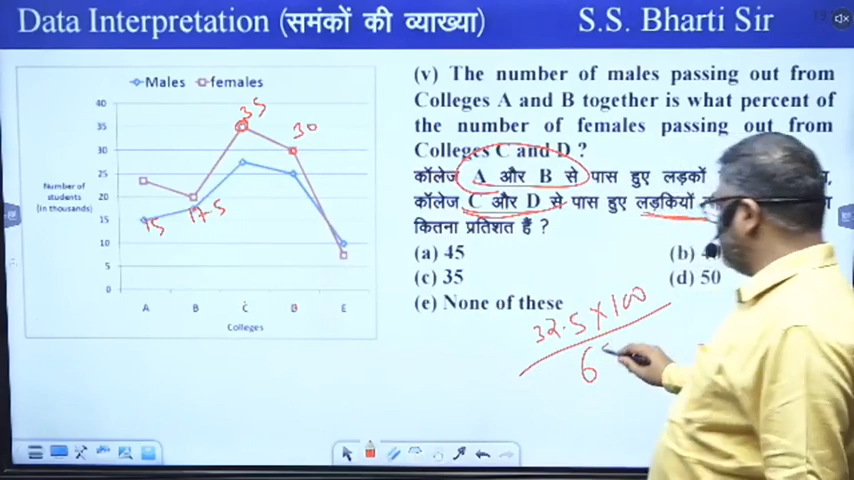 Data Interpretation (समंकों की व्याख्या)
S.S. Bharti Sir
Males females
40
35
30
25
20
15
10
5
0
Number of
students
(in thousands)
A B C B E
Colleges
35
30
15
17.5
(v) The number of males passing out from
Colleges A and B together is what percent of
the number of females passing out from
Colleges C and D ?
कॉलेज A और B से पास हुए लड़कों
कॉलेज C और D से पास हुए लड़कियों
कितना प्रतिशत हैं ?
(a) 45
(b)
(c) 35
(d) 50
(e) None of these
32.5 × 100
6